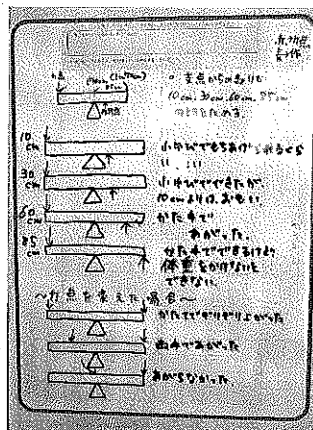 力点
支点
○ 支点からのきょりを
10cm, 30cm, 60cm, 85cm
10
cm
小ゆびでもちあげられるくら
い
30
cm
小ゆびでできたが、
10cmよりは、おもい
60
cm
かた手で
あがった。
85
cm
かた手でできるけど
体重をかけないと
できない。
〜力点を変えた場合〜
かた手でぎりぎり上がった
両手であがった
あがらなかった